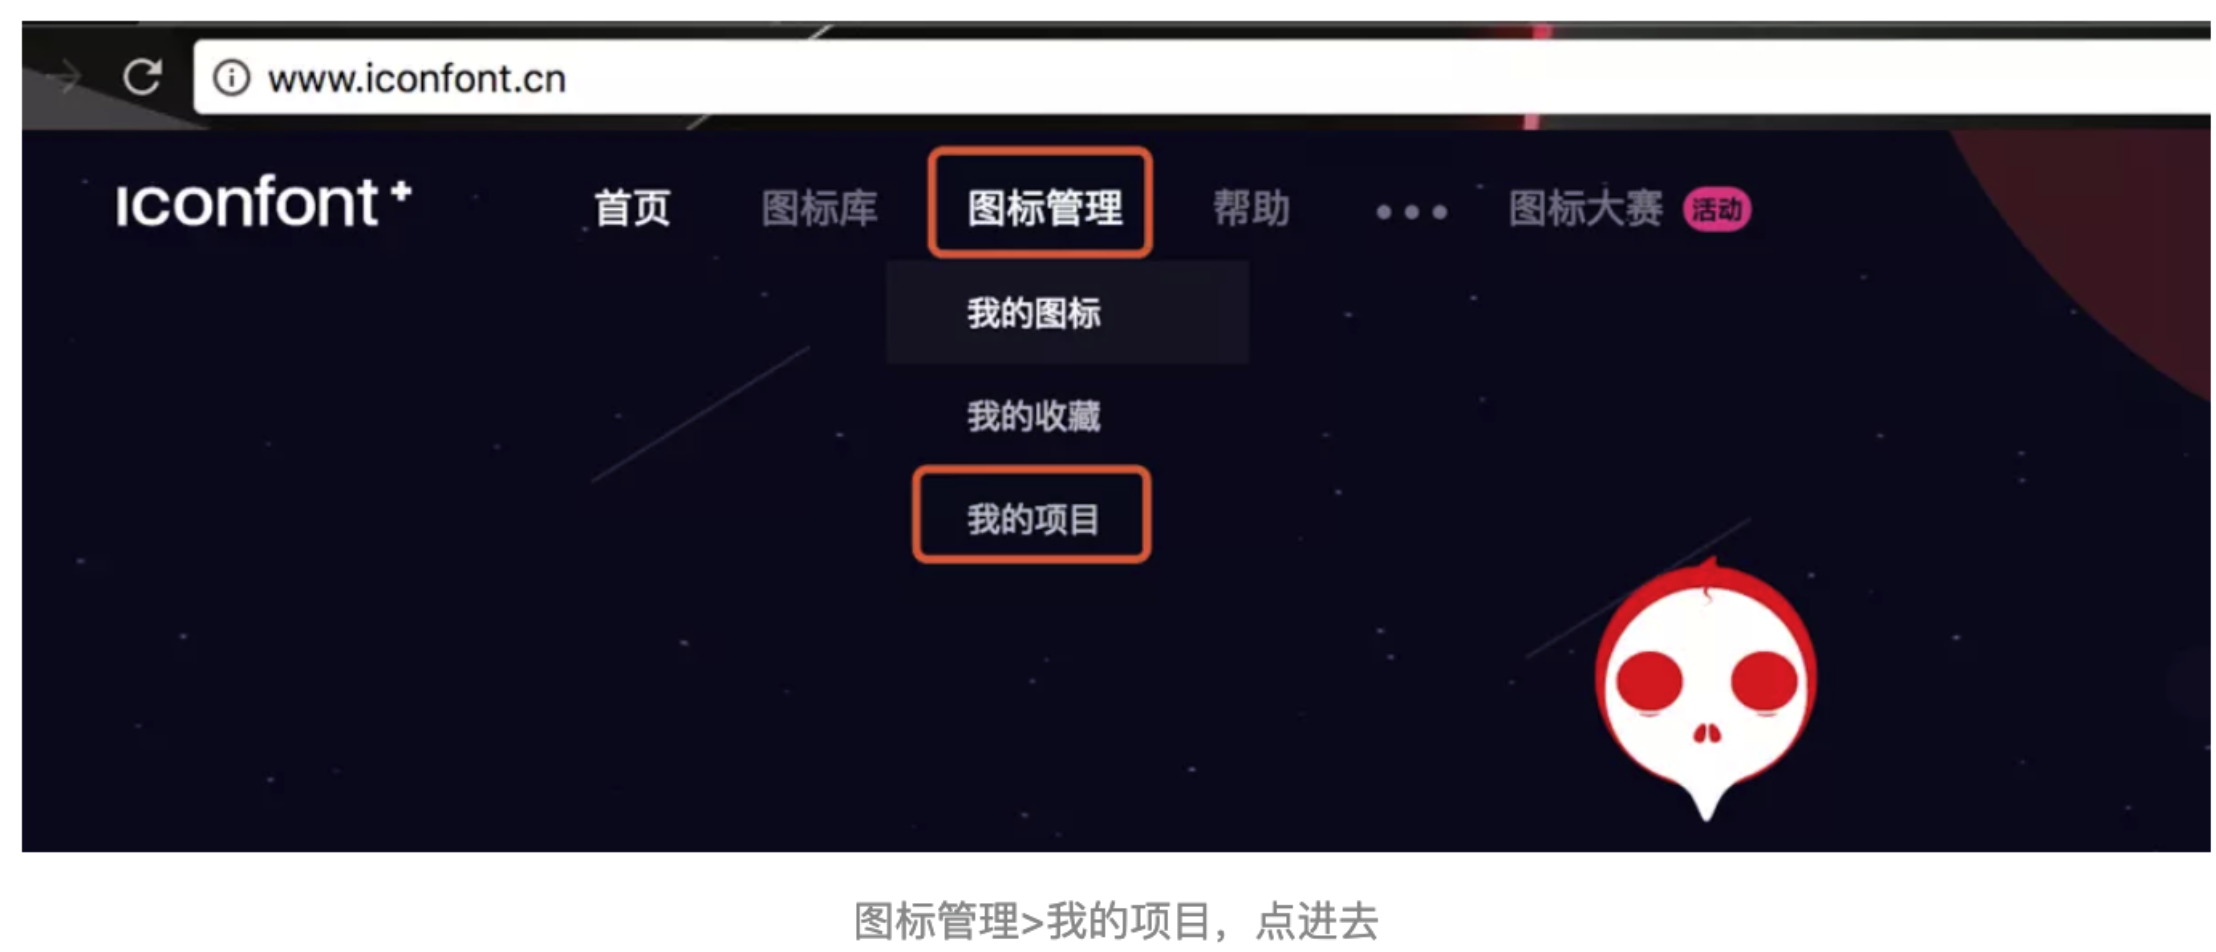 www.iconfont.cn
iconfont+ 首页 图标库 图标管理 帮助 ••• 图标大赛 活动
我的图标
我的收藏
我的项目
图标管理>我的项目，点进去